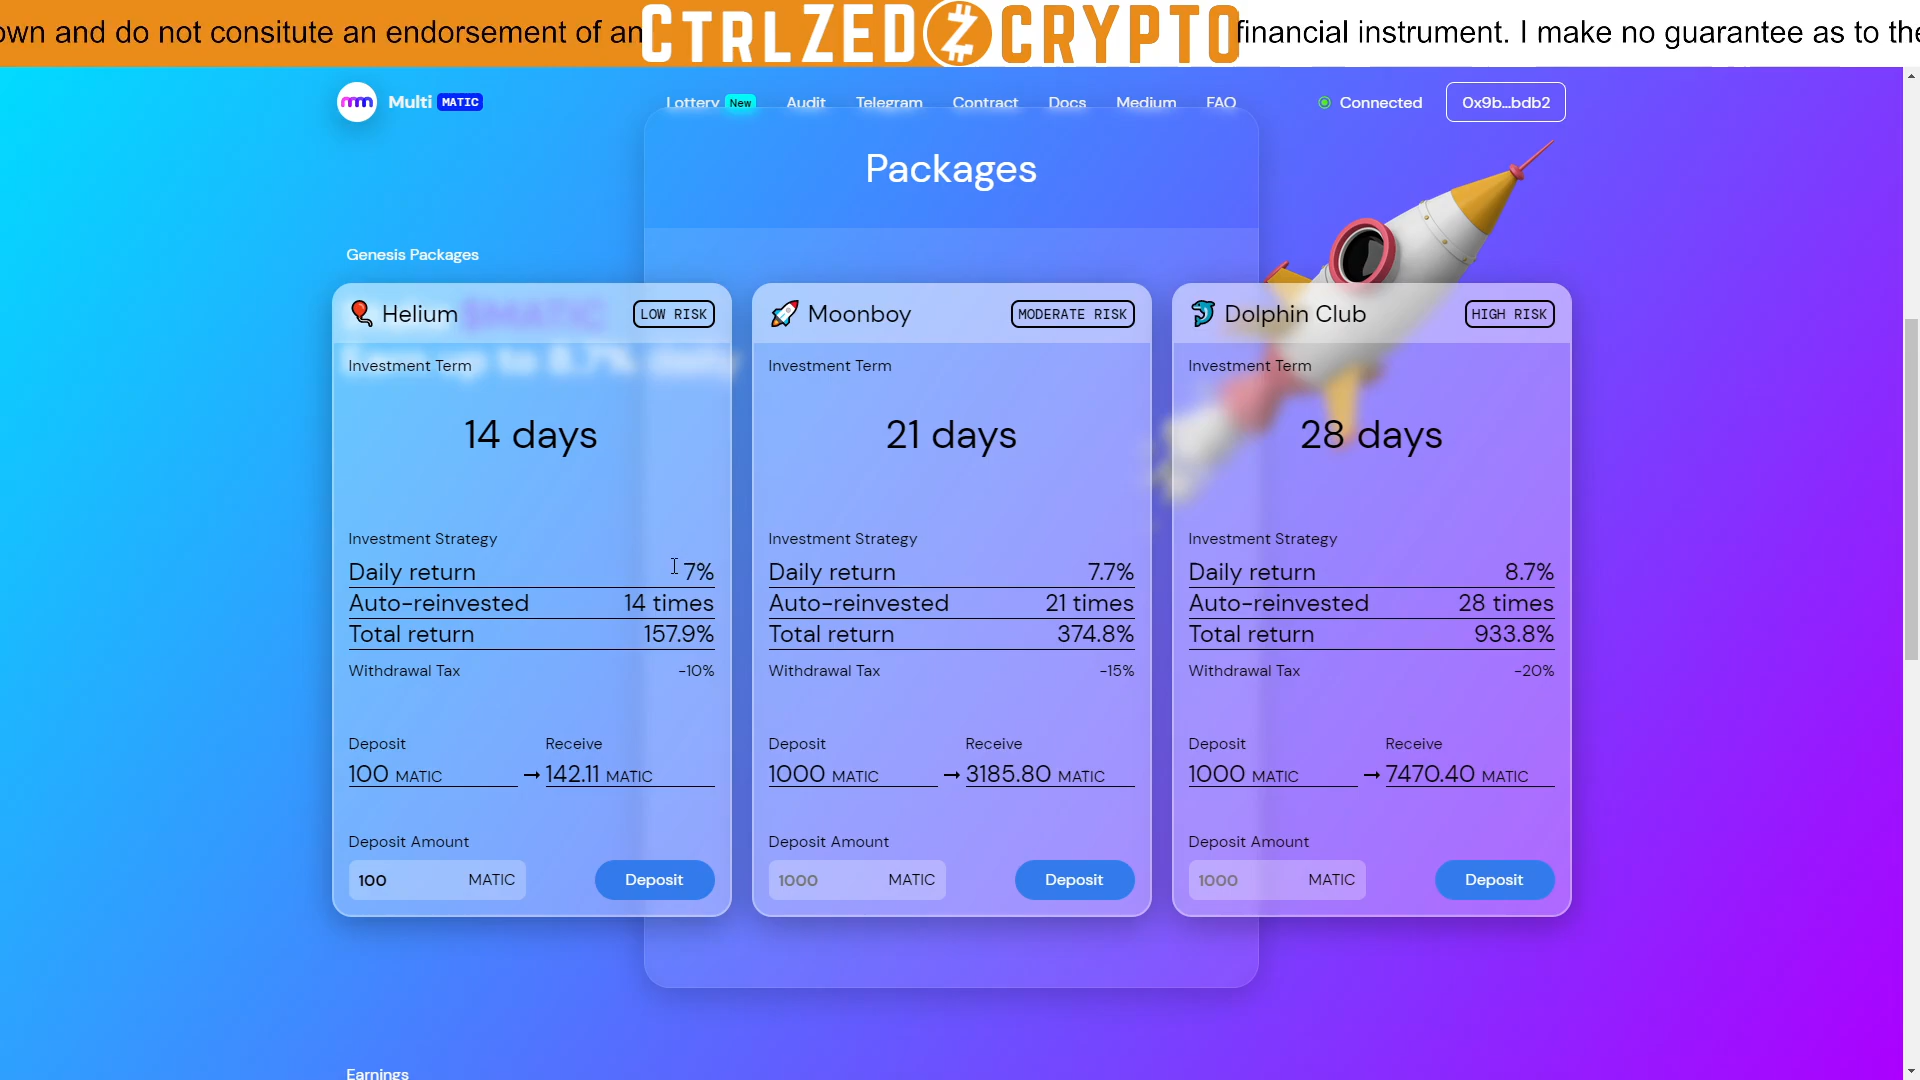 own and do not consitute an endorsement of an
CTRLZED CRYPTO
financial instrument. I make no guarantee as to the
Multi MATIC
Lottery New Audit Telegram Contract Docs Medium FAQ
Connected 0x9b...bdb2
Packages
Genesis Packages
Helium LOW RISK
Investment Term
14 days
Investment Strategy
Daily return 7%
Auto-reinvested 14 times
Total return 157.9%
Withdrawal Tax -10%
Deposit Receive
100 MATIC → 142.11 MATIC
Deposit Amount
100 MATIC Deposit
Moonboy MODERATE RISK
Investment Term
21 days
Investment Strategy
Daily return 7.7%
Auto-reinvested 21 times
Total return 374.8%
Withdrawal Tax -15%
Deposit Receive
1000 MATIC → 3185.80 MATIC
Deposit Amount
1000 MATIC Deposit
Dolphin Club HIGH RISK
Investment Term
28 days
Investment Strategy
Daily return 8.7%
Auto-reinvested 28 times
Total return 933.8%
Withdrawal Tax -20%
Deposit Receive
1000 MATIC → 7470.40 MATIC
Deposit Amount
1000 MATIC Deposit
Earnings